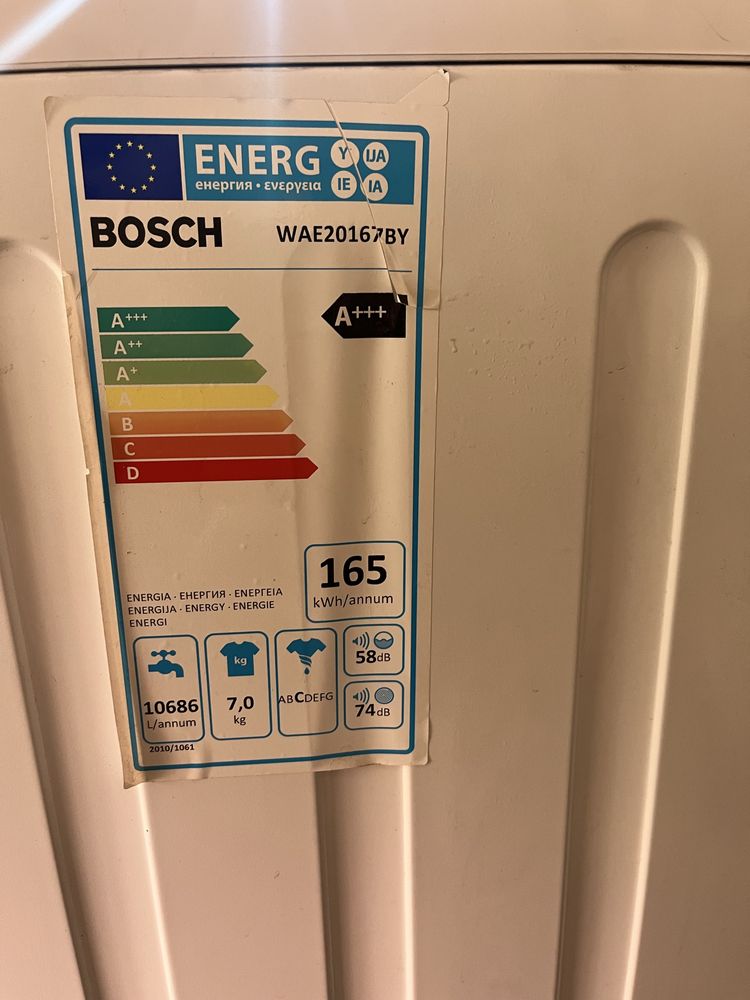 ENERG Y IJA
енергия · ενεργεια IE IA
BOSCH WAE20167BY
A+++ A+++
A++
A+
A
B
C
D
165
kWh/annum
ENERGIA · ЕНЕРГИЯ · ΕΝΕΡΓΕΙΑ
ENERGIJA · ENERGY · ENERGIE
ENERGI
kg
58dB
10686
L/annum
7,0
kg
ABCDEFG
74dB
2010/1061